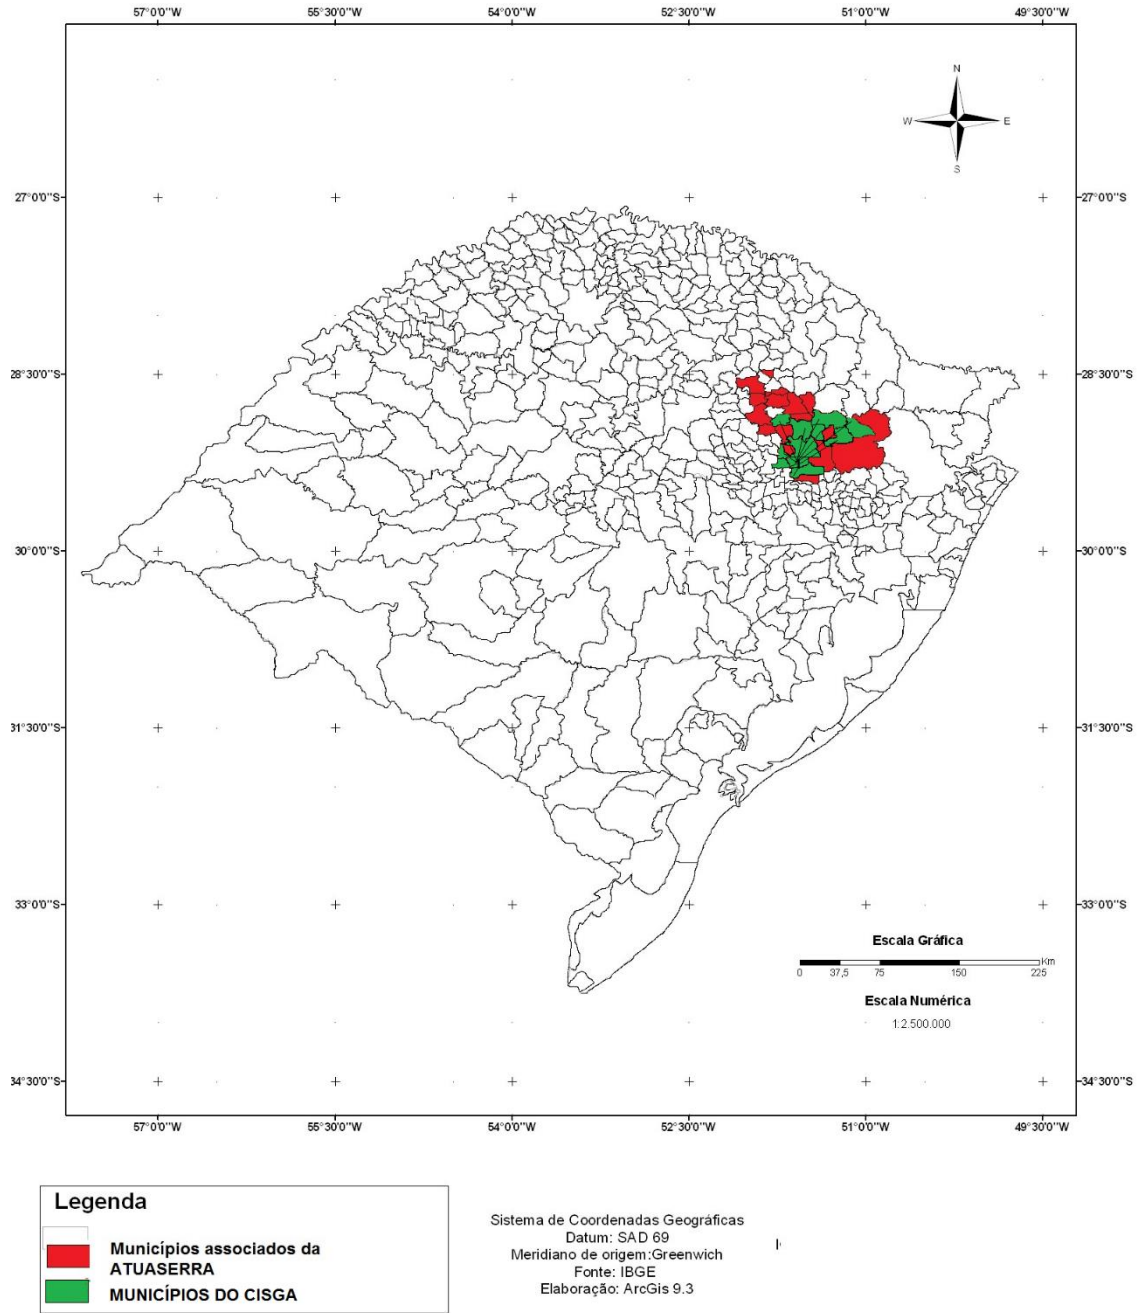 57°0'0"W 55°30'0"W 54°0'0"W 52°30'0"W 51°0'0"W 49°30'0"W
N
W E
S
27°0'0"S 27°0'0"S
28°30'0"S 28°30'0"S
30°0'0"S 30°0'0"S
31°30'0"S 31°30'0"S
33°0'0"S 33°0'0"S
Escala Gráfica
Km
0 37,5 75 150 225
Escala Numérica
1:2.500.000
34°30'0"S 34°30'0"S
57°0'0"W 55°30'0"W 54°0'0"W 52°30'0"W 51°0'0"W 49°30'0"W
Legenda
Municípios associados da
ATUASERRA
MUNICÍPIOS DO CISGA
Sistema de Coordenadas Geográficas
Datum: SAD 69
Meridiano de origem:Greenwich
Fonte: IBGE
Elaboração: ArcGis 9.3